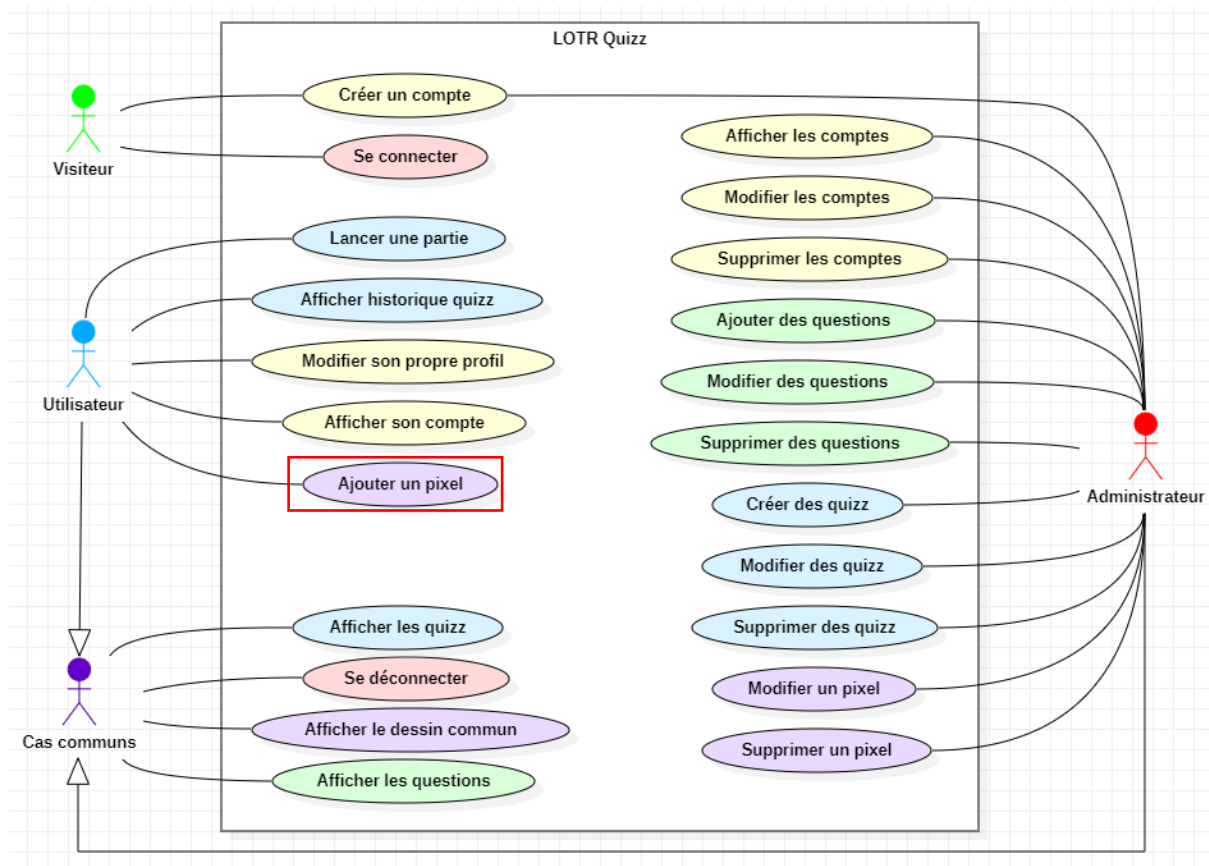 LOTR Quizz
Créer un compte
Se connecter
Visiteur
Lancer une partie
Afficher historique quizz
Modifier son propre profil
Afficher son compte
Ajouter un pixel
Utilisateur
Afficher les quizz
Se déconnecter
Afficher le dessin commun
Afficher les questions
Cas communs
Afficher les comptes
Modifier les comptes
Supprimer les comptes
Ajouter des questions
Modifier des questions
Supprimer des questions
Créer des quizz
Modifier des quizz
Supprimer des quizz
Modifier un pixel
Supprimer un pixel
Administrateur